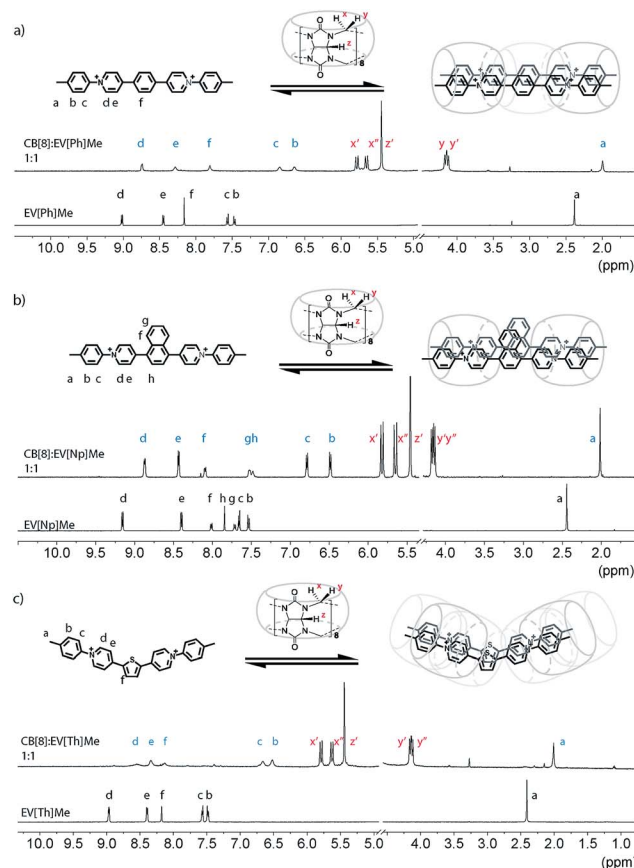 a)
O
H x H y
N N
H z
N N
8
O
N+ N+
a b c d e f
CB[8]:EV[Ph]Me
1:1
d e f c b x' x" z' y y' a
EV[Ph]Me
d e f c b a
10.0 9.5 9.0 8.5 8.0 7.5 7.0 6.5 6.0 5.5 5.0 4.0 3.5 3.0 2.5 2.0
(ppm)
b)
O
H x H y
N N
H z
N N
8
O
g
f
N+ N+
a b c d e h
CB[8]:EV[Np]Me
1:1
d e f gh c b x' x" z' y'y" a
EV[Np]Me
d e f h g c b a
10.5 10.0 9.5 9.0 8.5 8.0 7.5 7.0 6.5 6.0 5.5 4.0 3.5 3.0 2.5 2.0
(ppm)
c)
O
H x H y
N N
H z
N N
8
O
a b c d e
N+ S N+
f
CB[8]:EV[Th]Me
1:1
d e f c b x' x" z' y' y" a
EV[Th]Me
d e f c b a
10.0 9.5 9.0 8.5 8.0 7.5 7.0 6.5 6.0 5.5 5.0 4.0 3.5 3.0 2.5 2.0 1.5 1.0
(ppm)